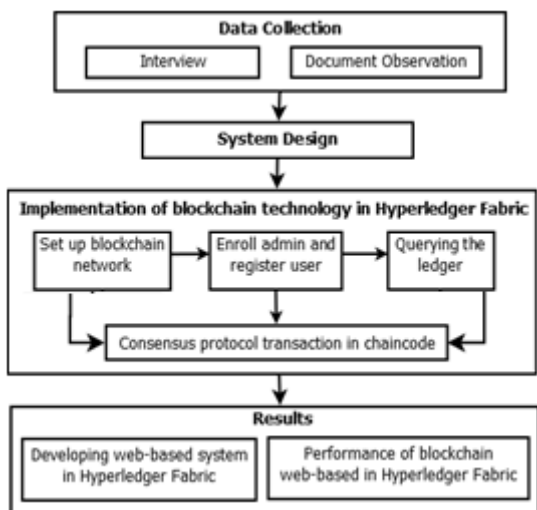 Data Collection
Interview
Document Observation
System Design
Implementation of blockchain technology in Hyperledger Fabric
Set up blockchain
network
Enroll admin and
register user
Querying the
ledger
Consensus protocol transaction in chaincode
Results
Developing web-based system
in Hyperledger Fabric
Performance of blockchain
web-based in Hyperledger Fabric